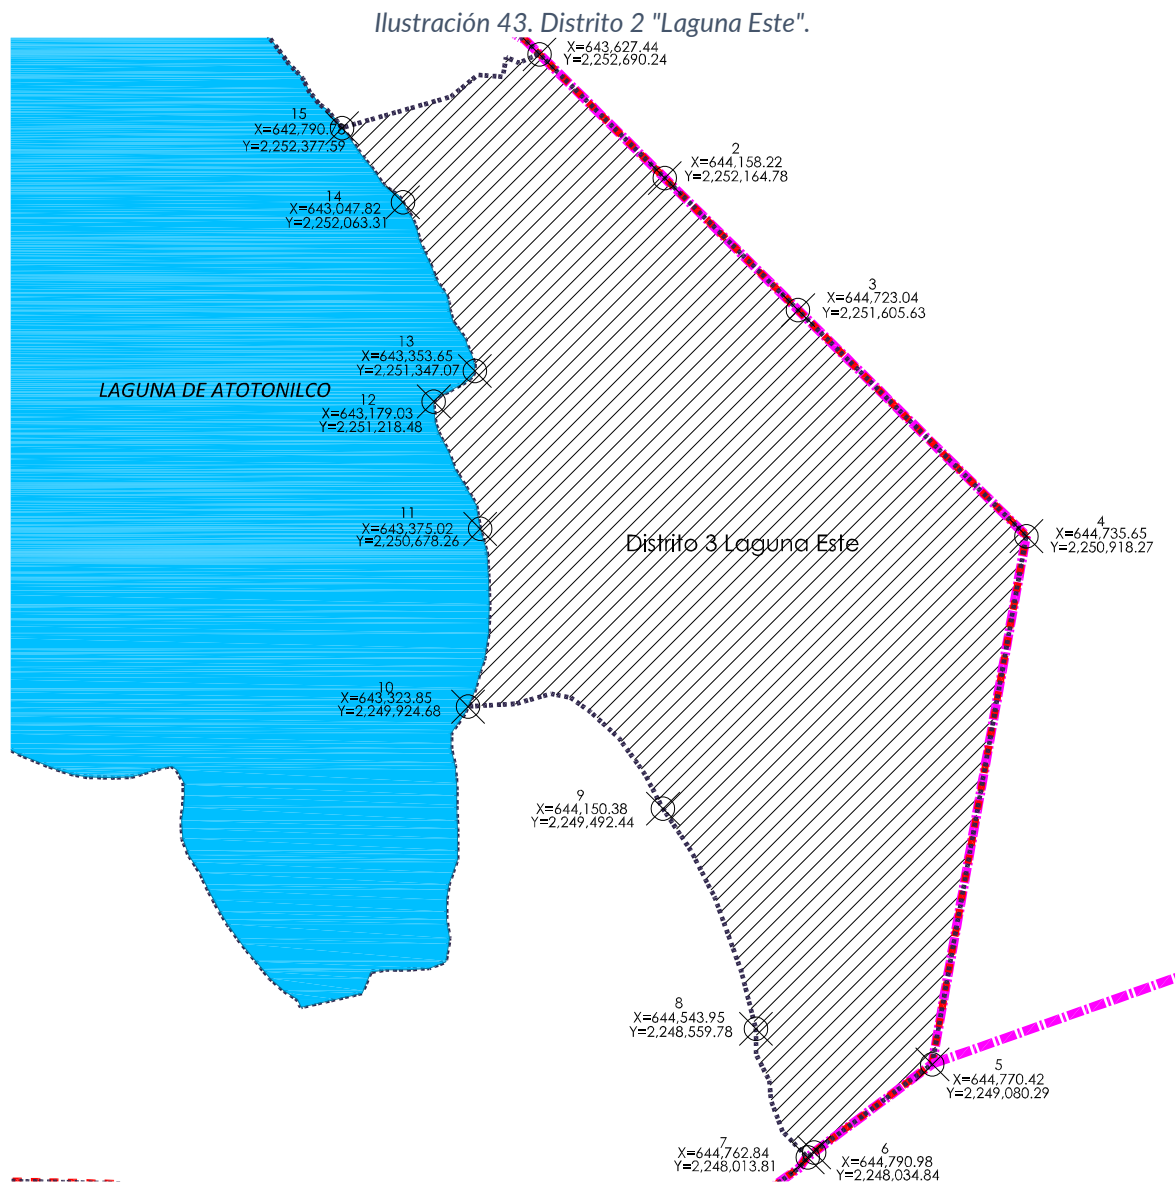 Ilustración 43. Distrito 2 "Laguna Este".
X=643,627.44
Y=2,252,690.24
15
X=642,790.78
Y=2,252,377.59
2
X=644,158.22
Y=2,252,164.78
14
X=643,047.82
Y=2,252,063.31
3
X=644,723.04
Y=2,251,605.63
13
X=643,353.65
Y=2,251,347.07
LAGUNA DE ATOTONILCO
12
X=643,179.03
Y=2,251,218.48
11
X=643,375.02
Y=2,250,678.26
Distrito 3 Laguna Este
4
X=644,735.65
Y=2,250,918.27
10
X=643,323.85
Y=2,249,924.68
9
X=644,150.38
Y=2,249,492.44
8
X=644,543.95
Y=2,248,559.78
5
X=644,770.42
Y=2,249,080.29
7
X=644,762.84
Y=2,248,013.81
6
X=644,790.98
Y=2,248,034.84